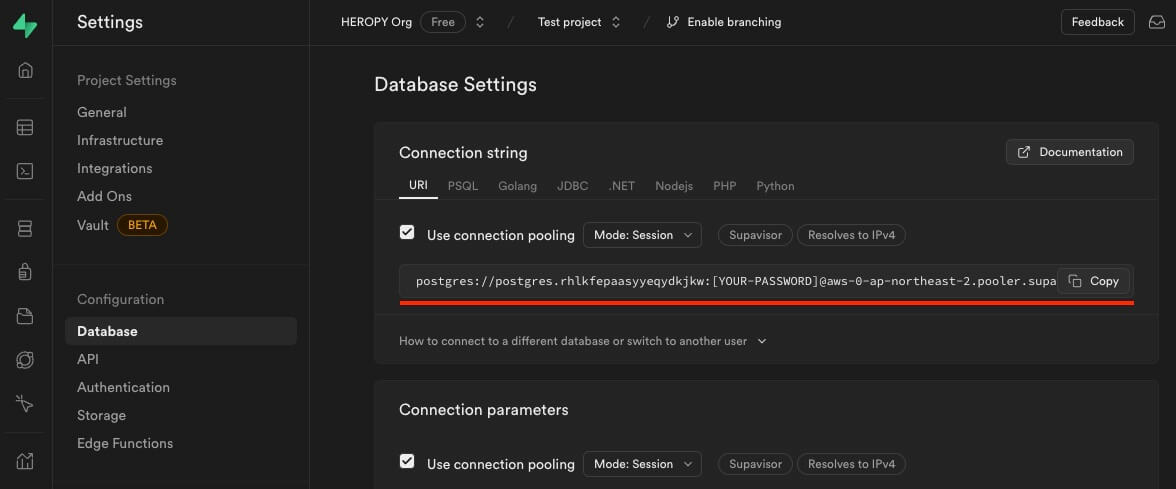 Settings
HEROPY Org Free / Test project / Enable branching Feedback
Project Settings
General
Infrastructure
Integrations
Add Ons
Vault BETA
Configuration
Database
API
Authentication
Storage
Edge Functions
Database Settings
Connection string Documentation
URI PSQL Golang JDBC .NET Nodejs PHP Python
Use connection pooling Mode: Session Supavisor Resolves to IPv4
postgres://postgres.rhlkfepaasyyeqydkjkw:[YOUR-PASSWORD]@aws-0-ap-northeast-2.pooler.supa Copy
How to connect to a different database or switch to another user
Connection parameters
Use connection pooling Mode: Session Supavisor Resolves to IPv4